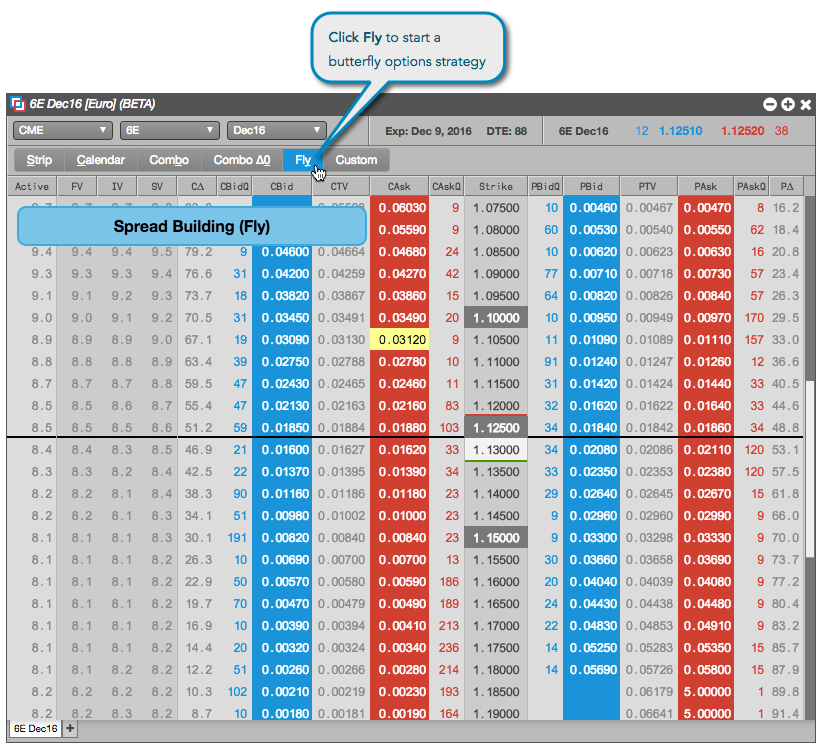 Click Fly to start a
butterfly options strategy
6E Dec16 [Euro] (BETA)
CME 6E Dec16 Exp: Dec 9, 2016 DTE: 88 6E Dec16 12 1.12510 1.12520 38
Strip Calendar Combo Combo Δ0 Fly Custom
Active FV IV SV CΔ CBidQ CBid CTV CAsk CAskQ Strike PBidQ PBid PTV PAsk PAskQ PΔ
0.06030 9 1.07500 10 0.00460 0.00467 0.00470 8 16.2
Spread Building (Fly)
0.05590 9 1.08000 60 0.00530 0.00540 0.00550 62 18.4
9.4 9.4 9.4 9.5 79.2 9 0.04600 0.04664 0.04680 24 1.08500 10 0.00620 0.00623 0.00630 16 20.8
9.3 9.3 9.3 9.4 76.6 31 0.04200 0.04259 0.04270 42 1.09000 77 0.00710 0.00718 0.00730 57 23.4
9.1 9.1 9.2 9.3 73.7 18 0.03820 0.03867 0.03860 15 1.09500 64 0.00820 0.00826 0.00840 57 26.3
9.0 9.0 9.1 9.2 70.5 31 0.03450 0.03491 0.03490 20 1.10000 10 0.00950 0.00949 0.00970 170 29.5
8.9 8.9 8.9 9.0 67.1 19 0.03090 0.03130 0.03120 9 1.10500 11 0.01090 0.01089 0.01110 157 33.0
8.8 8.8 8.8 8.9 63.4 39 0.02750 0.02788 0.02780 10 1.11000 91 0.01240 0.01247 0.01260 12 36.6
8.7 8.7 8.7 8.8 59.5 47 0.02430 0.02465 0.02460 11 1.11500 31 0.01420 0.01424 0.01440 33 40.5
8.5 8.5 8.6 8.7 55.4 47 0.02130 0.02163 0.02160 83 1.12000 32 0.01620 0.01622 0.01640 33 44.6
8.5 8.5 8.5 8.6 51.2 59 0.01850 0.01884 0.01880 103 1.12500 34 0.01840 0.01842 0.01860 34 48.8
8.4 8.4 8.3 8.5 46.9 21 0.01600 0.01627 0.01620 33 1.13000 34 0.02080 0.02086 0.02110 120 53.1
8.3 8.3 8.2 8.4 42.5 22 0.01370 0.01395 0.01390 34 1.13500 33 0.02350 0.02353 0.02380 120 57.5
8.2 8.2 8.1 8.4 38.3 90 0.01160 0.01186 0.01180 23 1.14000 29 0.02640 0.02645 0.02670 15 61.8
8.2 8.2 8.1 8.3 34.1 51 0.00980 0.01002 0.01000 23 1.14500 9 0.02960 0.02960 0.02990 9 66.0
8.1 8.1 8.1 8.3 30.1 191 0.00820 0.00840 0.00840 23 1.15000 9 0.03300 0.03298 0.03330 9 70.0
8.1 8.1 8.1 8.2 26.3 10 0.00690 0.00700 0.00700 13 1.15500 30 0.03660 0.03658 0.03690 9 73.7
8.1 8.1 8.1 8.2 22.9 50 0.00570 0.00580 0.00590 186 1.16000 20 0.04040 0.04039 0.04080 9 77.2
8.1 8.1 8.1 8.2 19.7 70 0.00470 0.00479 0.00490 189 1.16500 24 0.04430 0.04438 0.04480 9 80.4
8.1 8.1 8.1 8.2 16.9 10 0.00390 0.00394 0.00410 213 1.17000 22 0.04830 0.04853 0.04910 9 83.2
8.1 8.1 8.1 8.2 14.4 20 0.00320 0.00324 0.00340 236 1.17500 14 0.05250 0.05283 0.05350 15 85.7
8.1 8.1 8.2 8.2 12.2 51 0.00260 0.00266 0.00280 214 1.18000 14 0.05690 0.05726 0.05800 15 87.9
8.2 8.2 8.2 8.2 10.3 102 0.00210 0.00219 0.00230 193 1.18500 0.06179 5.00000 1 89.8
8.2 8.2 8.3 8.2 8.7 10 0.00180 0.00181 0.00190 164 1.19000 0.06641 5.00000 1 91.4
6E Dec16 +